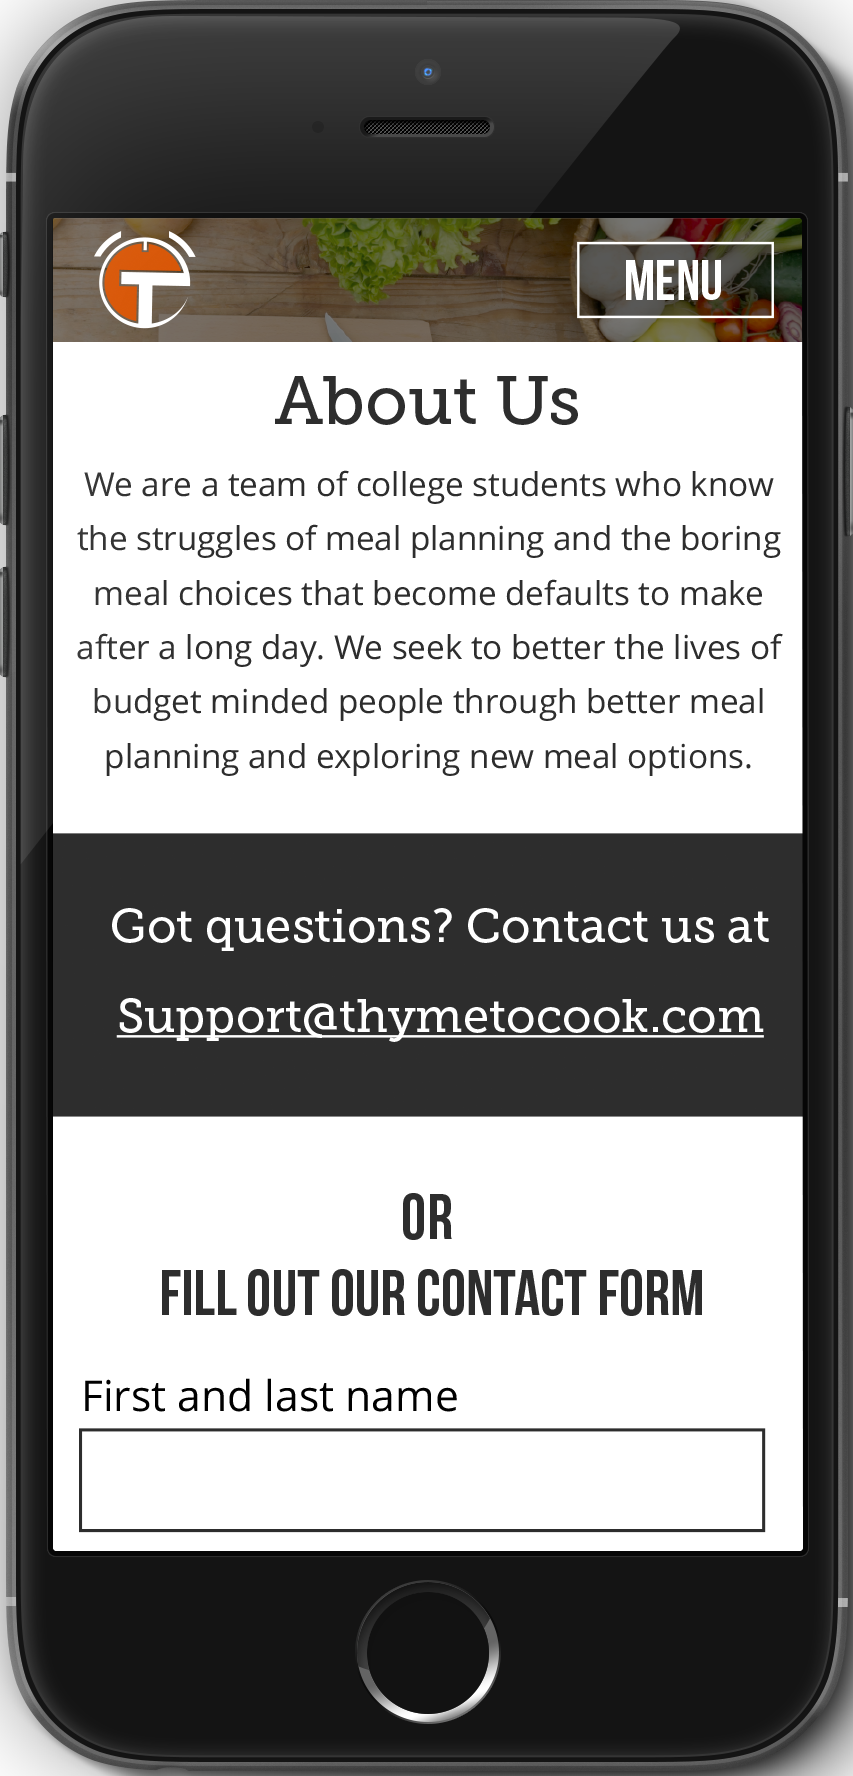 MENU
About Us
We are a team of college students who know
the struggles of meal planning and the boring
meal choices that become defaults to make
after a long day. We seek to better the lives of
budget minded people through better meal
planning and exploring new meal options.
Got questions? Contact us at
Support@thymetocook.com
OR
FILL OUT OUR CONTACT FORM
First and last name